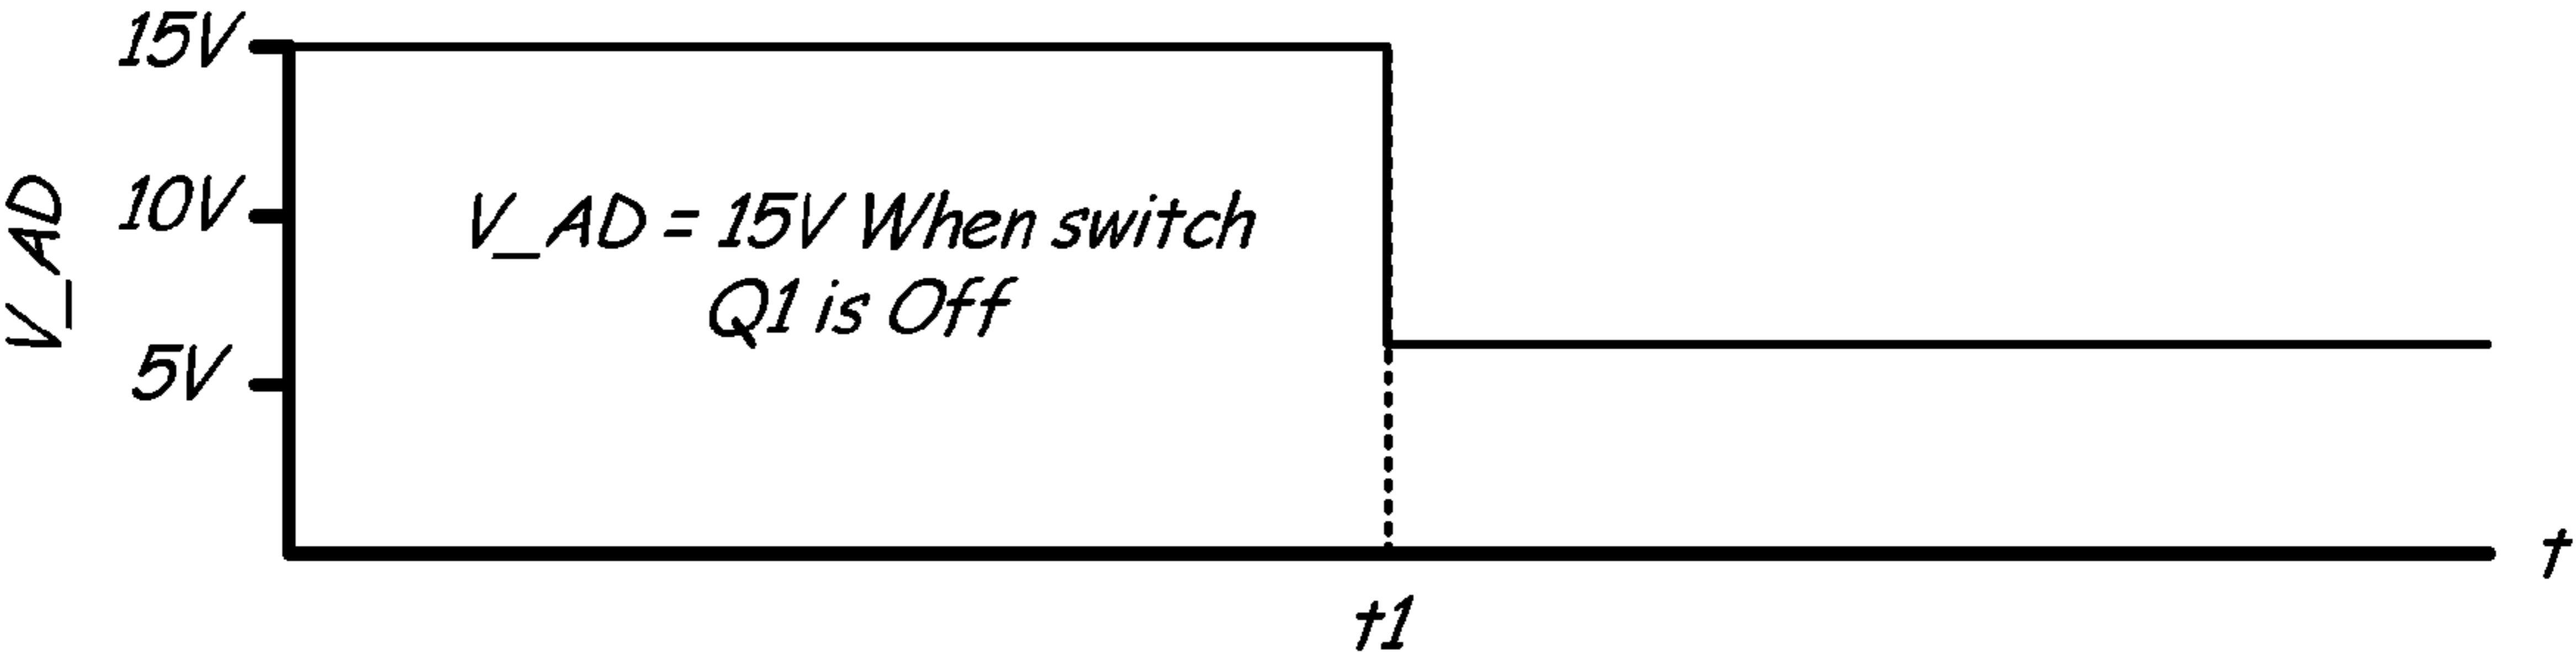 15V
10V
5V
V_AD
V_AD = 15V When switch
Q1 is Off
t
t1